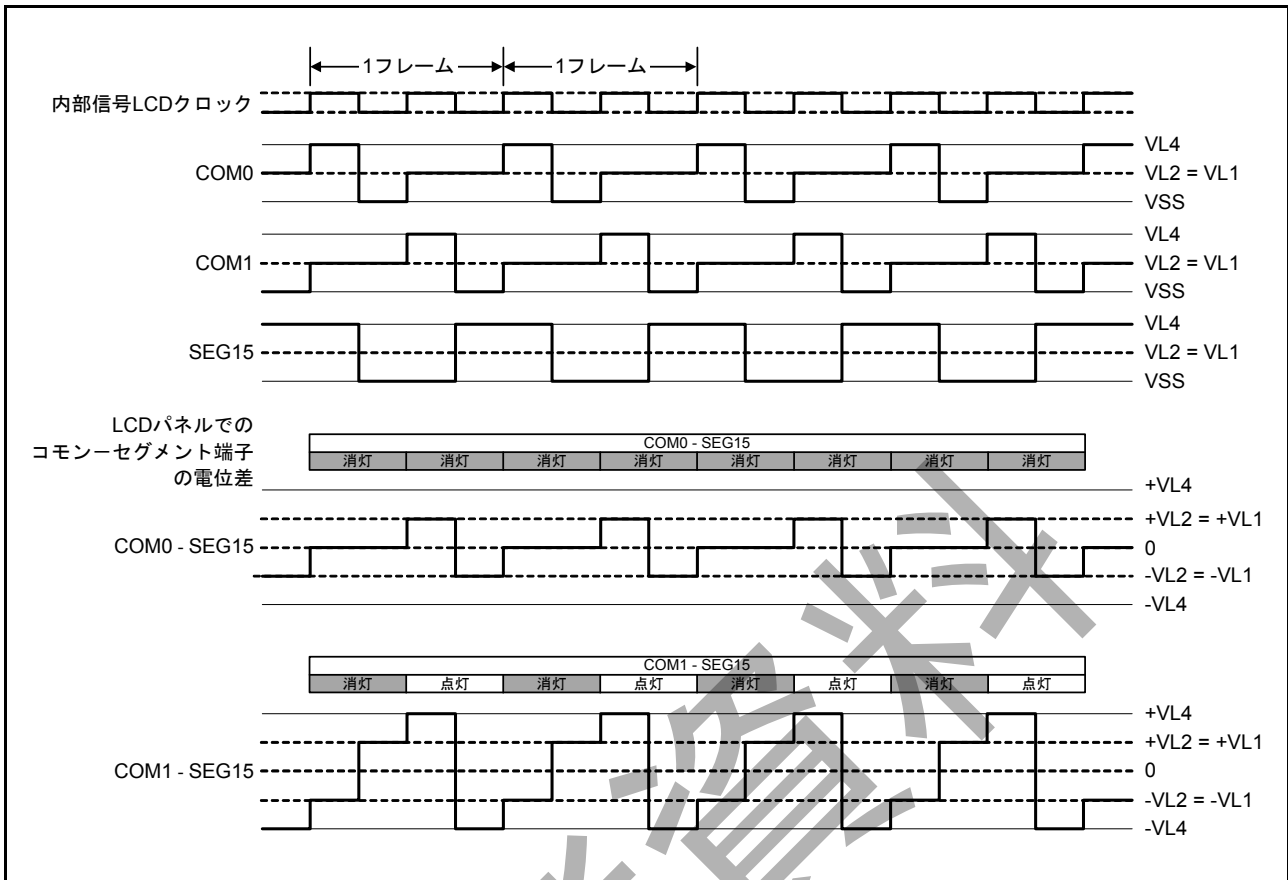 1フレーム 1フレーム
内部信号LCDクロック
COM0
VL4
VL2 = VL1
VSS
COM1
VL4
VL2 = VL1
VSS
SEG15
VL4
VL2 = VL1
VSS
LCDパネルでの
コモンーセグメント端子
の電位差
COM0 - SEG15
消灯 消灯 消灯 消灯 消灯 消灯 消灯 消灯
COM0 - SEG15
+VL4
+VL2 = +VL1
0
-VL2 = -VL1
-VL4
COM1 - SEG15
消灯 点灯 消灯 点灯 消灯 点灯 消灯 点灯
COM1 - SEG15
+VL4
+VL2 = +VL1
0
-VL2 = -VL1
-VL4
資料